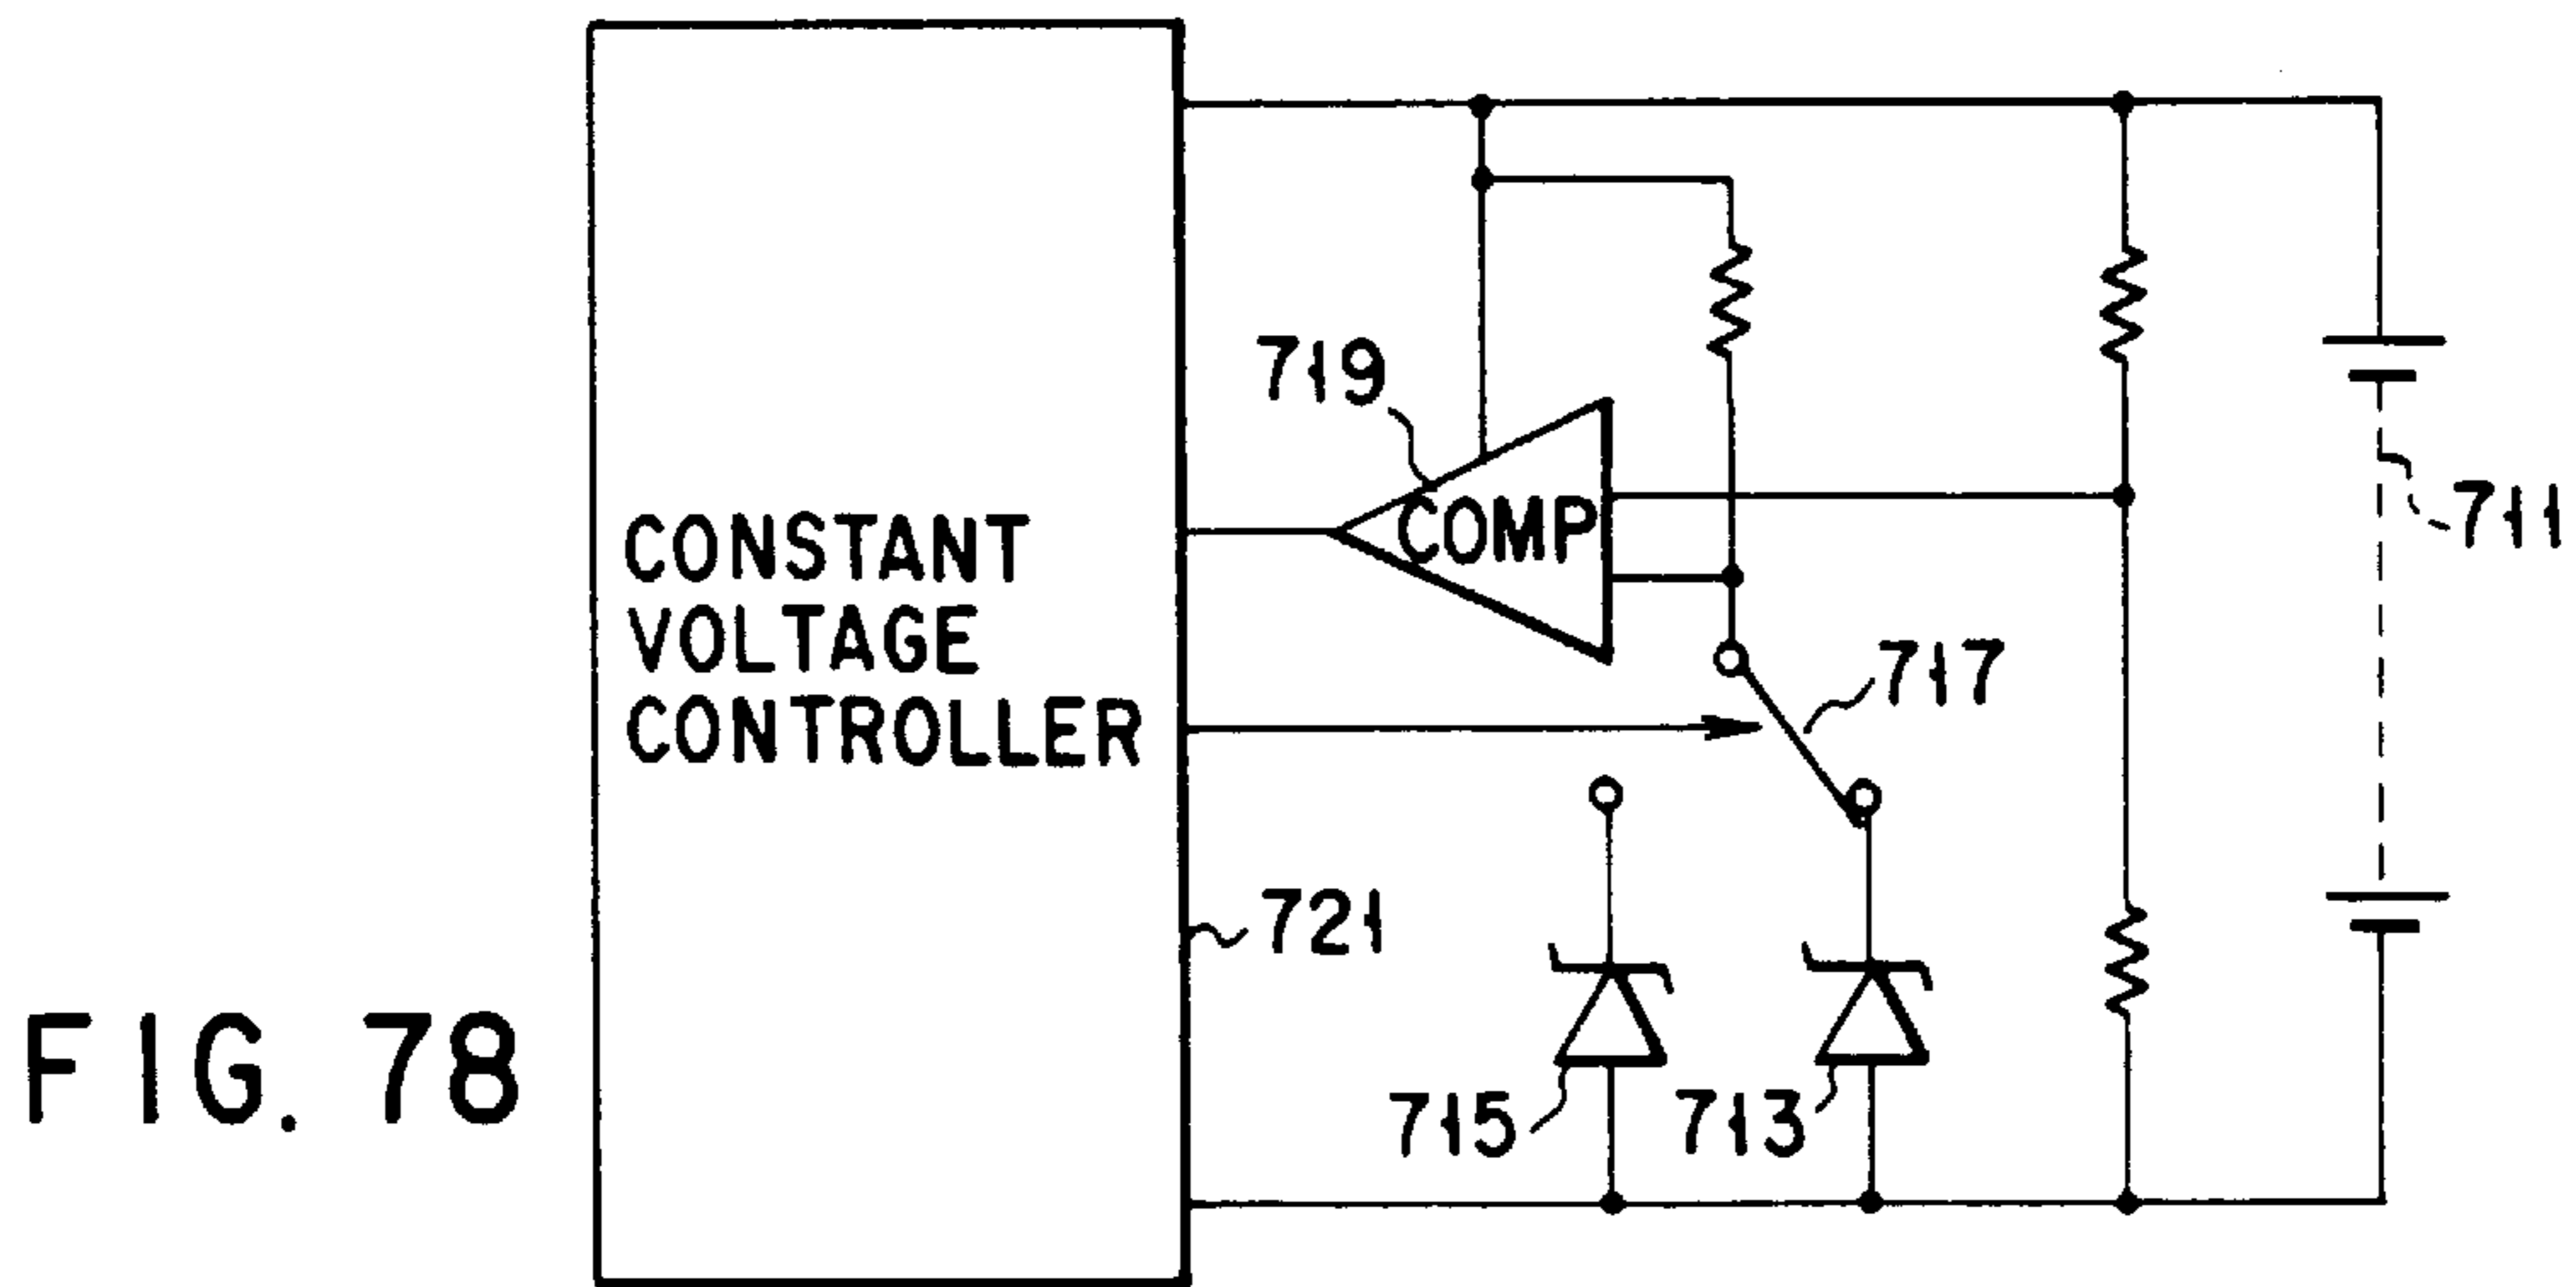 719
COMP
711
CONSTANT
VOLTAGE
CONTROLLER
717
721
715
713
FIG. 78